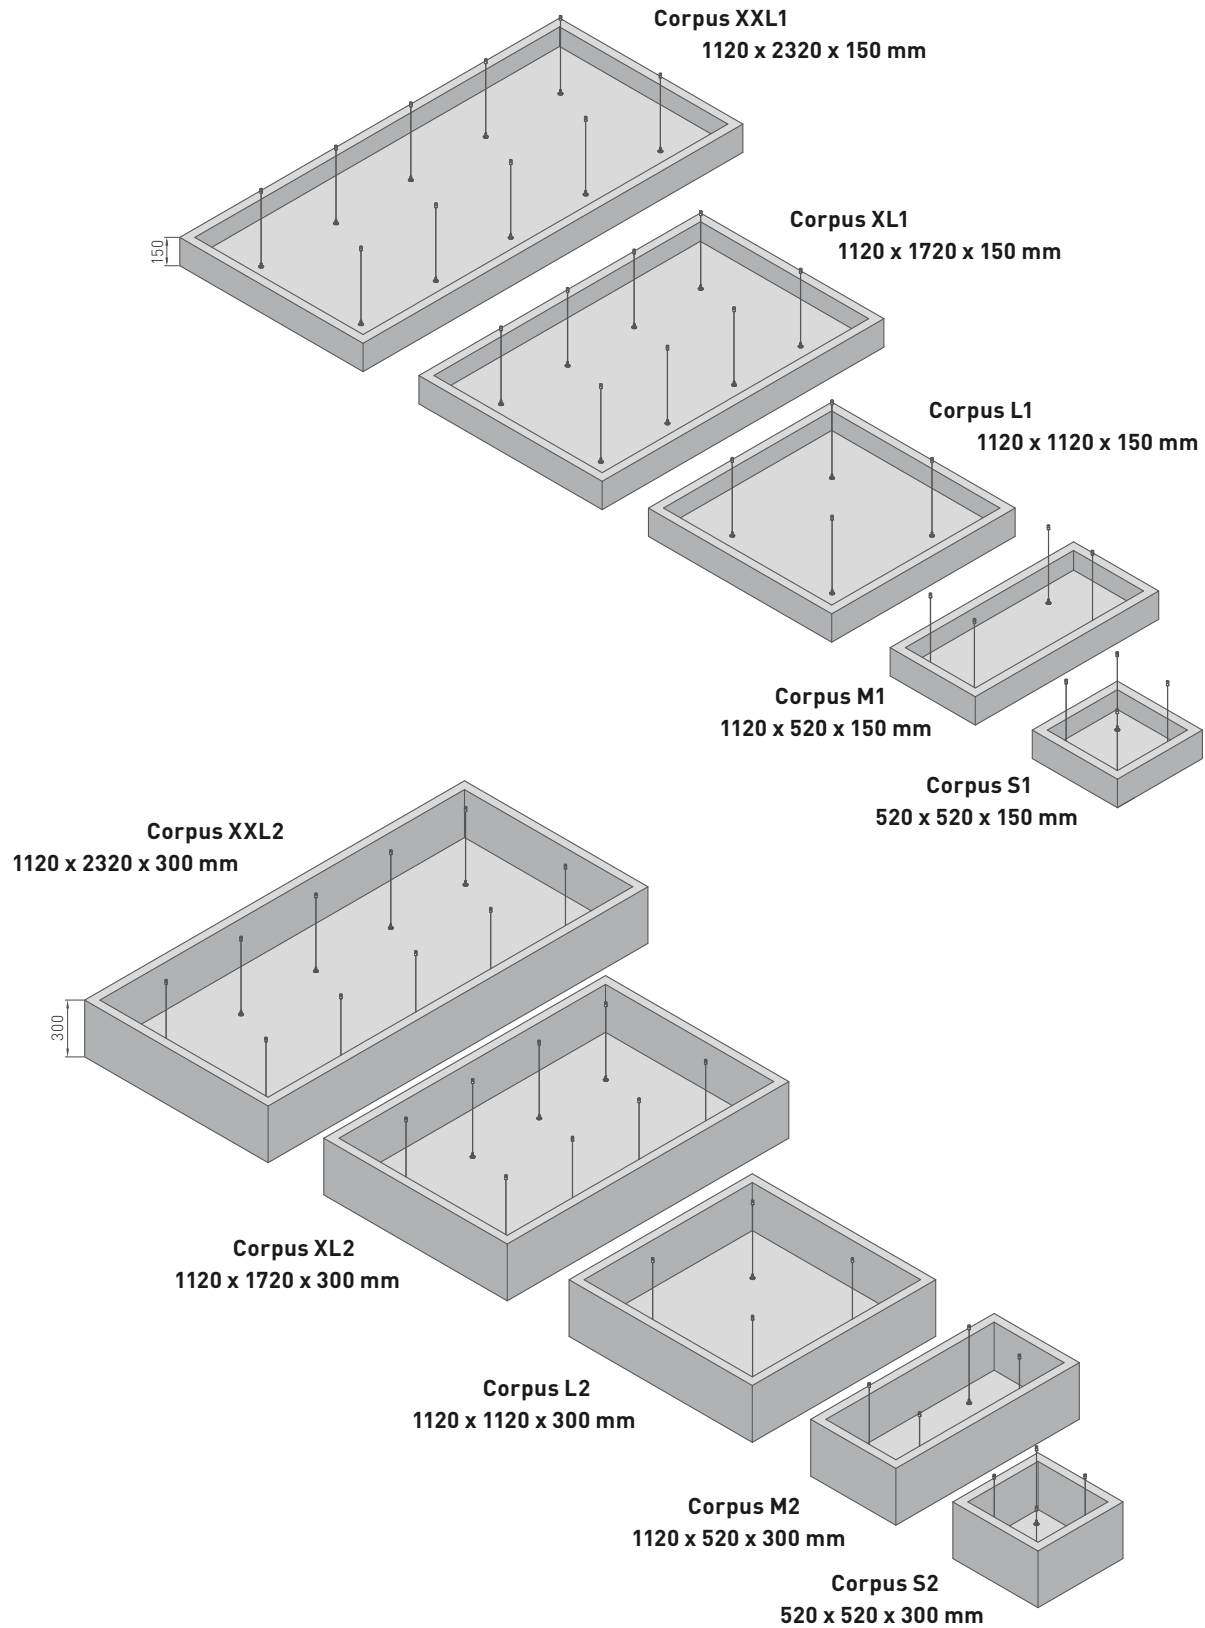 Corpus XXL1
1120 x 2320 x 150 mm
150
Corpus XL1
1120 x 1720 x 150 mm
Corpus L1
1120 x 1120 x 150 mm
Corpus M1
1120 x 520 x 150 mm
Corpus S1
520 x 520 x 150 mm
Corpus XXL2
1120 x 2320 x 300 mm
300
Corpus XL2
1120 x 1720 x 300 mm
Corpus L2
1120 x 1120 x 300 mm
Corpus M2
1120 x 520 x 300 mm
Corpus S2
520 x 520 x 300 mm